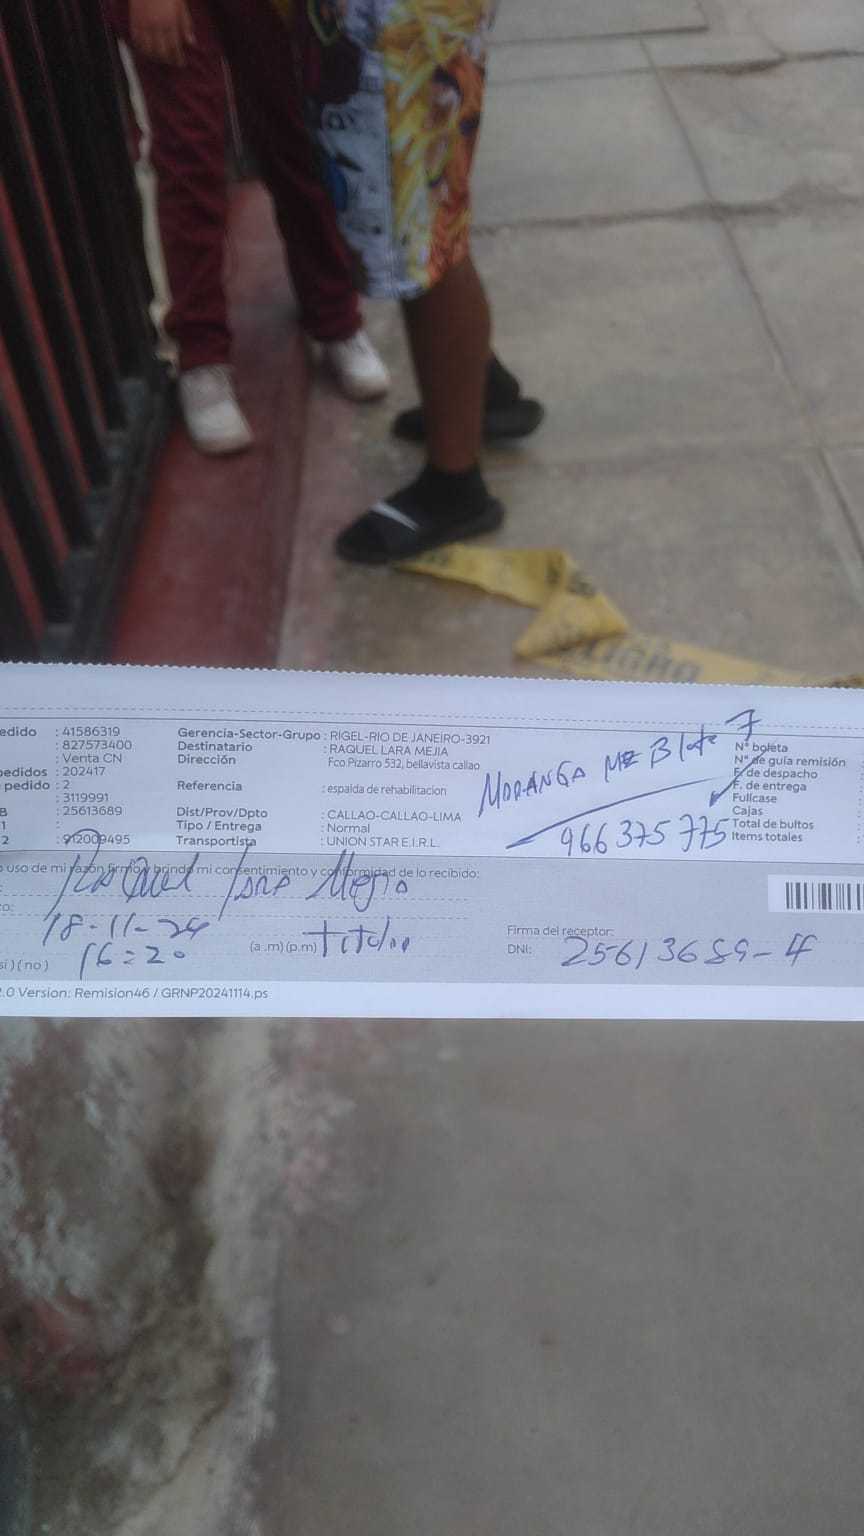 edido : 41586319 Gerencia-Sector-Grupo : RIGEL-RIO DE JANEIRO-3921
: 827573400 Destinatario : RAQUEL LARA MEJIA
: Venta CN Dirección Fco Pizarro 532, bellavista callao
pedidos : 202417
pedido : 2 Referencia : espalda de rehabilitacion
: 3119991
B : 25613689 Dist/Prov/Dpto : CALLAO-CALLAO-LIMA
1 : Tipo / Entrega : Normal
2 : 912009495 Transportista : UNION STAR E.I.R.L.
MORANGA MZ B lote 7
966375775
N° boleta
N° de guía remisión
F. de despacho
F. de entrega
Fullcase
Cajas
Total de bultos
Items totales
o uso de mi razón firmo y brindo mi consentimiento y conformidad de lo recibido:
Raquel Lara Mejia
18-11-24
16:20 (a .m) (p.m) titular
si ) ( no )
Firma del receptor:
DNI: 25613689-4
2.0 Version: Remision46 / GRNP20241114.ps